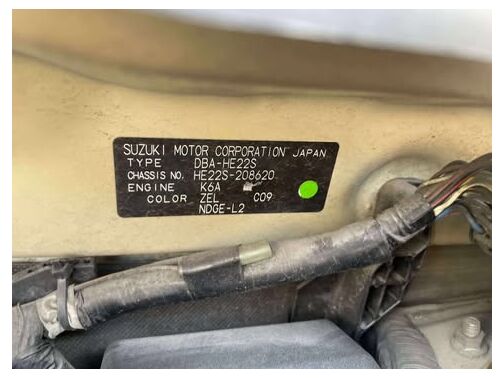 SUZUKI MOTOR CORPORATION JAPAN
TYPE DBA-HE22S
CHASSIS NO. HE22S-208620
ENGINE K6A
COLOR ZEL C09
NDGE-L2